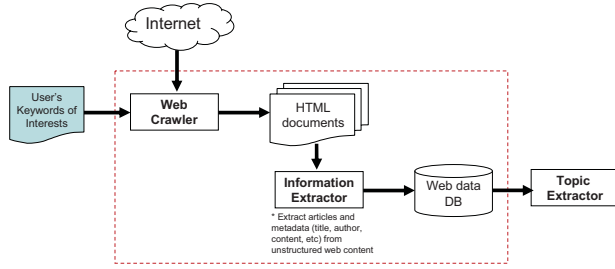 Internet
User's
Keywords of
Interests
Web
Crawler
HTML
documents
Information
Extractor
* Extract articles and
metadata (title, author,
content, etc) from
unstructured web content
Web data
DB
Topic
Extractor